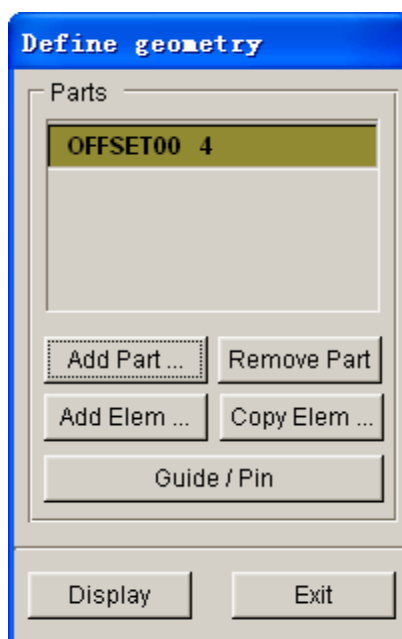 Define geometry
Parts
OFFSET00 4
Add Part ... Remove Part
Add Elem ... Copy Elem ...
Guide / Pin
Display Exit